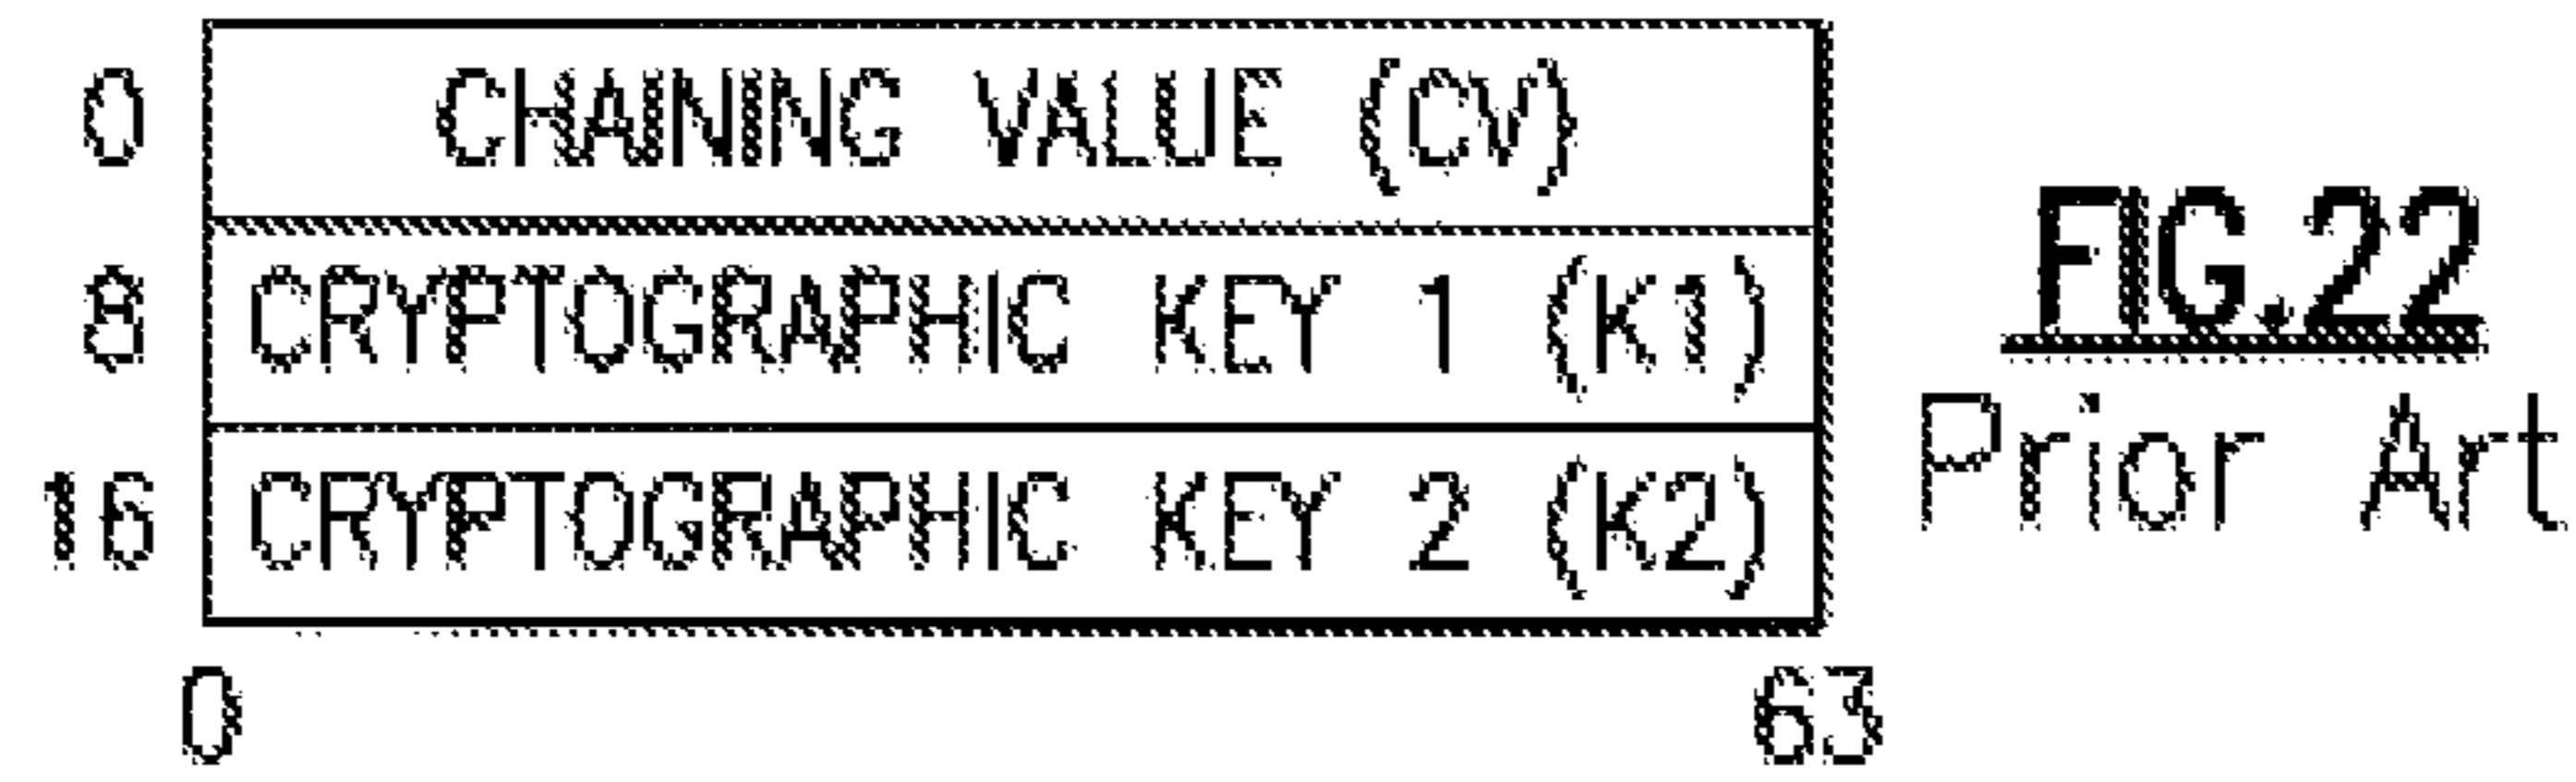 0 CHAINING VALUE (CV)
8 CRYPTOGRAPHIC KEY 1 (K1)
16 CRYPTOGRAPHIC KEY 2 (K2)
0 63
FIG.22
Prior Art